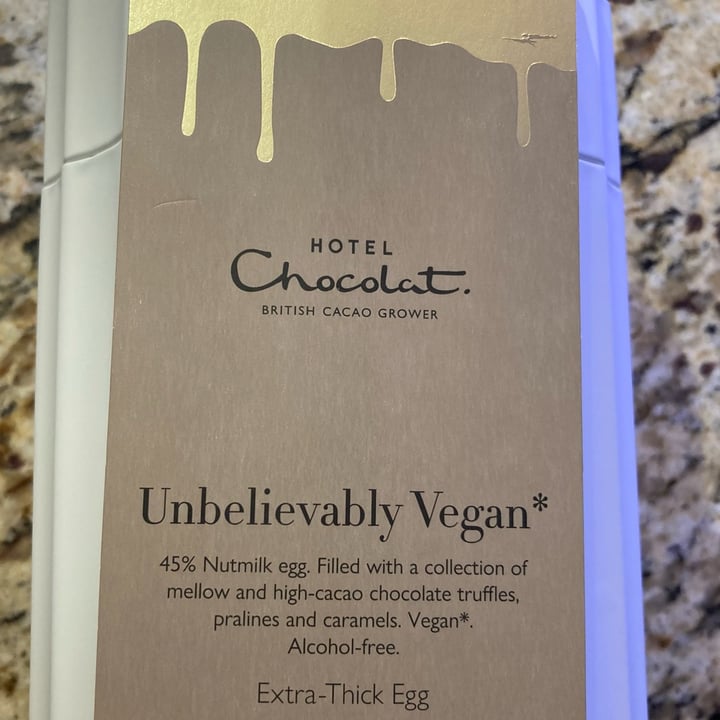 HOTEL
Chocolat.
BRITISH CACAO GROWER
Unbelievably Vegan*
45% Nutmilk egg. Filled with a collection of
mellow and high-cacao chocolate truffles,
pralines and caramels. Vegan*.
Alcohol-free.
Extra-Thick Egg